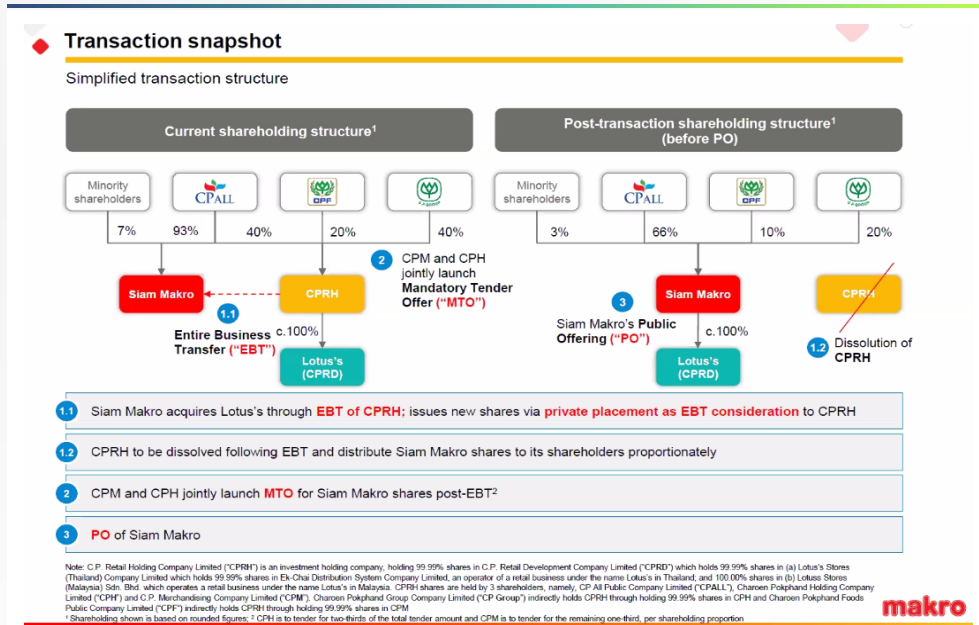 Transaction snapshot
Simplified transaction structure
Current shareholding structure1
Post-transaction shareholding structure1
(before PO)
Minority
shareholders
CPALL
CPF
Minority
shareholders
CPALL
CPF
7% 93% 40% 20% 40%
3% 66% 10% 20%
2 CPM and CPH
jointly launch
Mandatory Tender
Offer ("MTO")
Siam Makro
CPRH
1.1
Entire Business
Transfer ("EBT")
c.100%
Lotus's
(CPRD)
3
Siam Makro's Public
Offering ("PO")
Siam Makro
c.100%
Lotus's
(CPRD)
CPRH
1.2 Dissolution of
CPRH
1.1 Siam Makro acquires Lotus's through EBT of CPRH; issues new shares via private placement as EBT consideration to CPRH
1.2 CPRH to be dissolved following EBT and distribute Siam Makro shares to its shareholders proportionately
2 CPM and CPH jointly launch MTO for Siam Makro shares post-EBT2
3 PO of Siam Makro
Note: C.P. Retail Holding Company Limited ("CPRH") is an investment holding company, holding 99.99% shares in C.P. Retail Development Company Limited ("CPRD") which holds 99.99% shares in (a) Lotus's Stores
(Thailand) Company Limited which holds 99.99% shares in Ek-Chai Distribution System Company Limited, an operator of a retail business under the name Lotus's in Thailand; and 100.00% shares in (b) Lotuss Stores
(Malaysia) Sdn. Bhd. which operates a retail business under the name Lotus's in Malaysia. CPRH shares are held by 3 shareholders, namely, CP All Public Company Limited ("CPALL"), Charoen Pokphand Holding Company
Limited ("CPH") and C.P. Merchandising Company Limited ("CPM"). Charoen Pokphand Group Company Limited ("CP Group") indirectly holds CPRH through holding 99.99% shares in CPH and Charoen Pokphand Foods
Public Company Limited ("CPF") indirectly holds CPRH through holding 99.99% shares in CPM
1 Shareholding shown is based on rounded figures; 2 CPH is to tender for two-thirds of the total tender amount and CPM is to tender for the remaining one-third, per shareholding proportion
makro